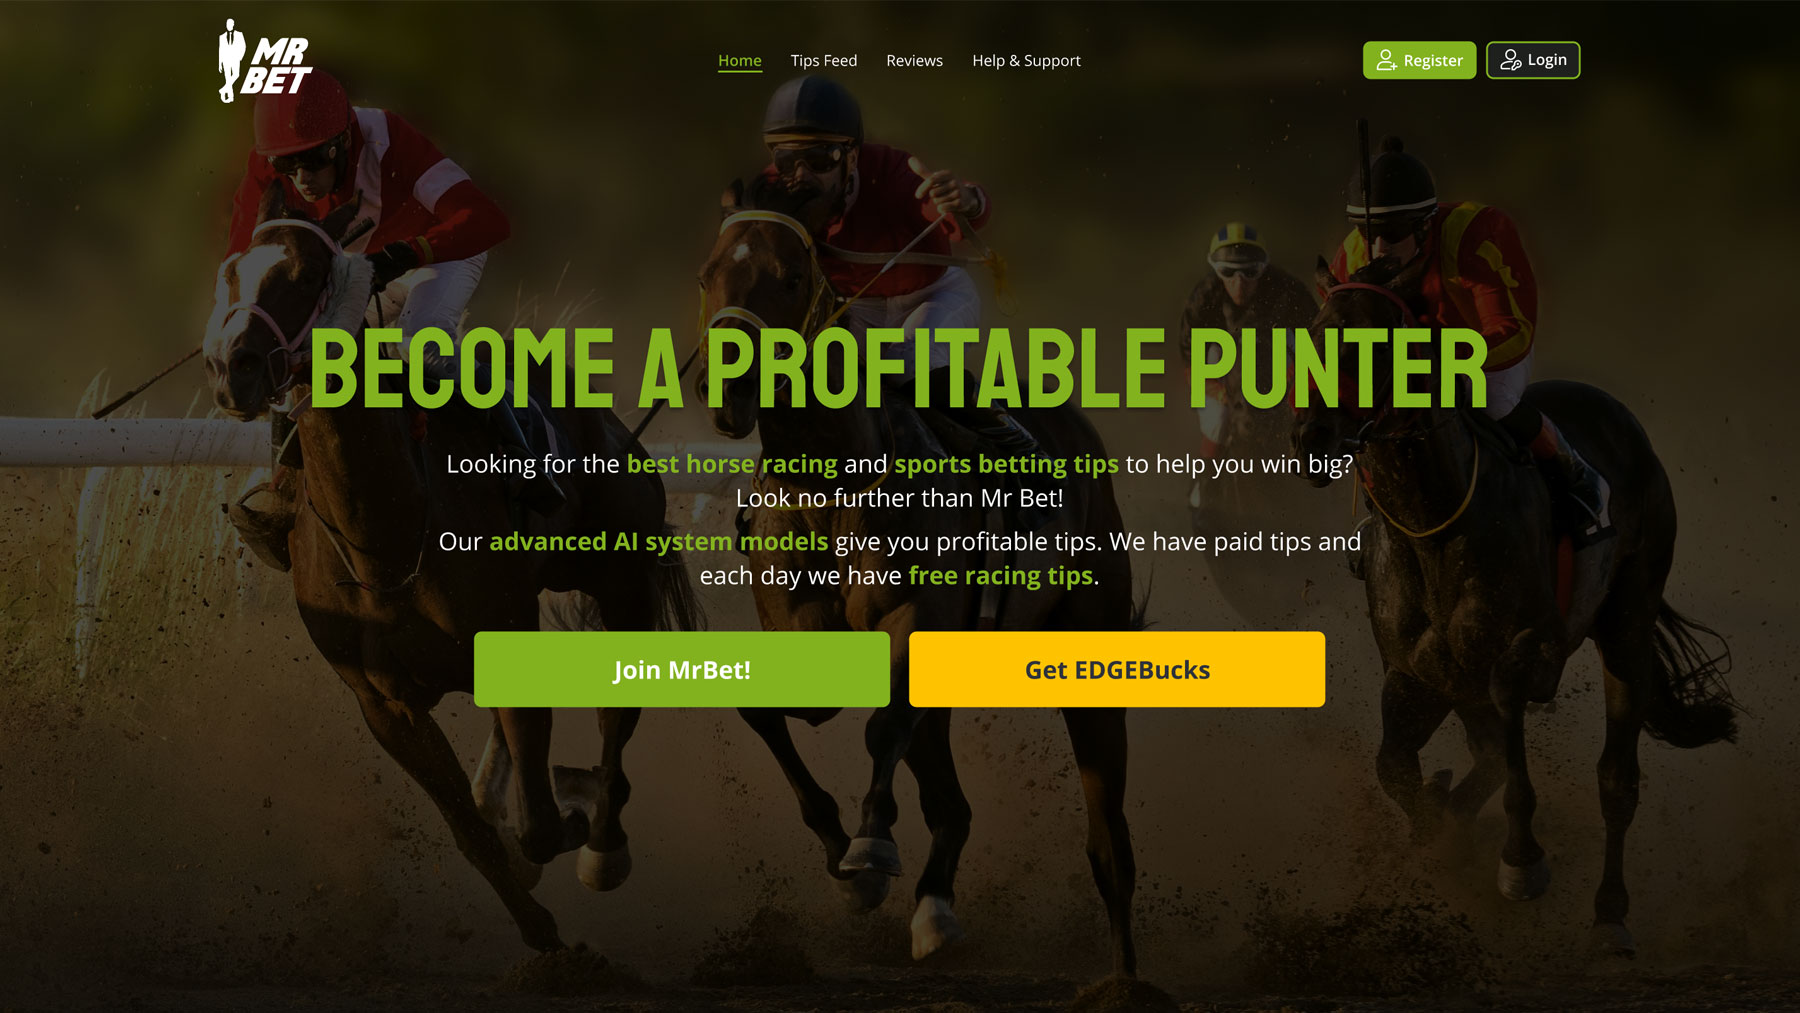 MR
BET
Home
Tips Feed
Reviews
Help & Support
Register
Login
BECOME A PROFITABLE PUNTER
Looking for the best horse racing and sports betting tips to help you win big?
Look no further than Mr Bet!
Our advanced AI system models give you profitable tips. We have paid tips and
each day we have free racing tips.
Join MrBet!
Get EDGEBucks